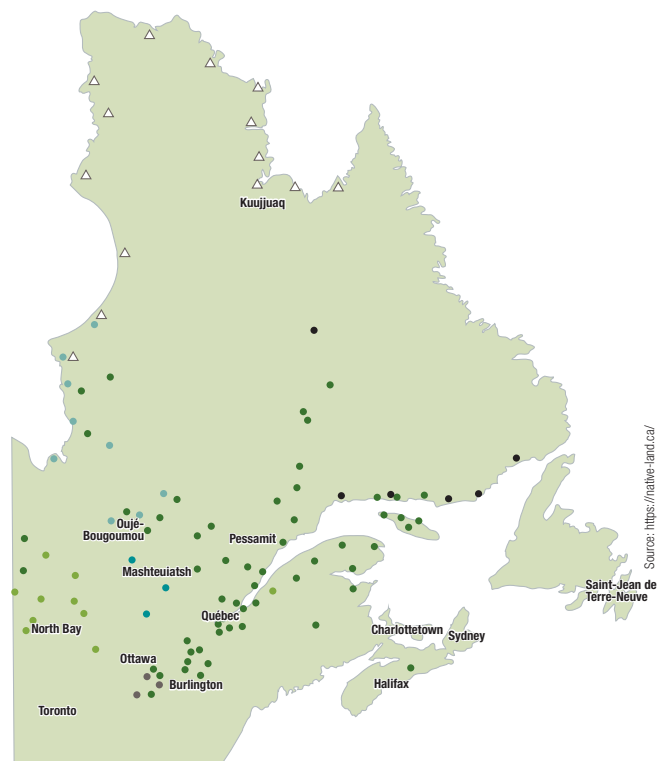 Kuujjuaq
Oujé-
Bougoumou
Pessamit
Mashteuiatsh
Québec
North Bay
Ottawa
Burlington
Toronto
Charlottetown
Sydney
Halifax
Saint-Jean de
Terre-Neuve
Source: https://native-land.ca/